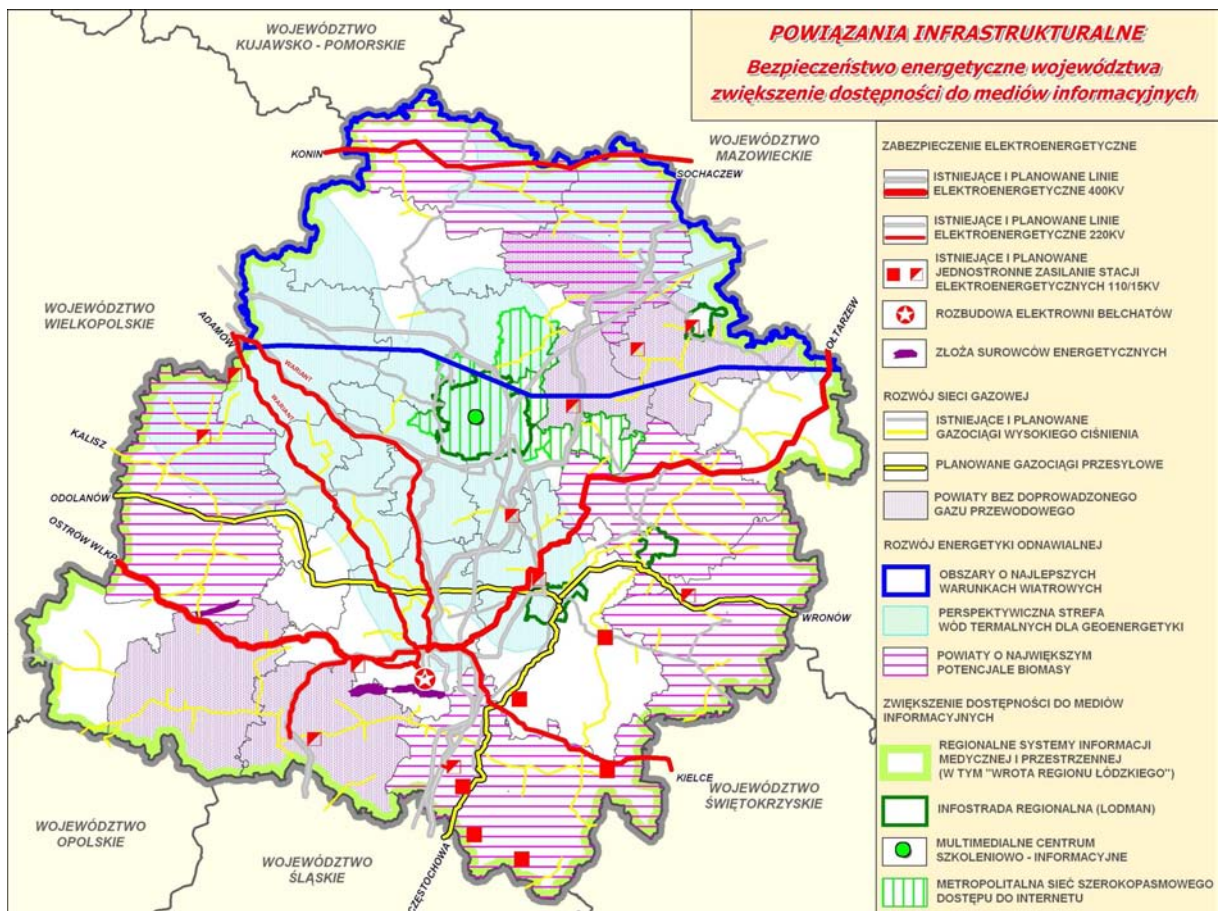 POWIĄZANIA INFRASTRUKTURALNE
Bezpieczeństwo energetyczne województwa
zwiększenie dostępności do mediów informacyjnych
WOJEWÓDZTWO
KUJAWSKO - POMORSKIE
WOJEWÓDZTWO
MAZOWIECKIE
KONIN
SOCHACZEW
WOJEWÓDZTWO
WIELKOPOLSKIE
ADAMÓW
OŁTARZEW
WARIANT
WARIANT
KALISZ
ODOLANÓW
OSTRÓW WLKP
WRONÓW
KIELCE
WOJEWÓDZTWO
ŚWIĘTOKRZYSKIE
WOJEWÓDZTWO
OPOLSKIE
WOJEWÓDZTWO
ŚLĄSKIE
CZĘSTOCHOWA
ZABEZPIECZENIE ELEKTROENERGETYCZNE
ISTNIEJĄCE I PLANOWANE LINIE
ELEKTROENERGETYCZNE 400KV
ISTNIEJĄCE I PLANOWANE LINIE
ELEKTROENERGETYCZNE 220KV
ISTNIEJĄCE I PLANOWANE
JEDNOSTRONNE ZASILANIE STACJI
ELEKTROENERGETYCZNYCH 110/15KV
ROZBUDOWA ELEKTROWNI BEŁCHATÓW
ZŁOŻA SUROWCÓW ENERGETYCZNYCH
ROZWÓJ SIECI GAZOWEJ
ISTNIEJĄCE I PLANOWANE
GAZOCIĄGI WYSOKIEGO CIŚNIENIA
PLANOWANE GAZOCIĄGI PRZESYŁOWE
POWIATY BEZ DOPROWADZONEGO
GAZU PRZEWODOWEGO
ROZWÓJ ENERGETYKI ODNAWIALNEJ
OBSZARY O NAJLEPSZYCH
WARUNKACH WIATROWYCH
PERSPEKTYWICZNA STREFA
WÓD TERMALNYCH DLA GEOENERGETYKI
POWIATY O NAJWIĘKSZYM
POTENCJALE BIOMASY
ZWIĘKSZENIE DOSTĘPNOŚCI DO MEDIÓW
INFORMACYJNYCH
REGIONALNE SYSTEMY INFORMACJI
MEDYCZNEJ I PRZESTRZENNEJ
(W TYM "WROTA REGIONU ŁÓDZKIEGO")
INFOSTRADA REGIONALNA (LODMAN)
MULTIMEDIALNE CENTRUM
SZKOLENIOWO - INFORMACYJNE
METROPOLITALNA SIEĆ SZEROKOPASMOWEGO
DOSTĘPU DO INTERNETU